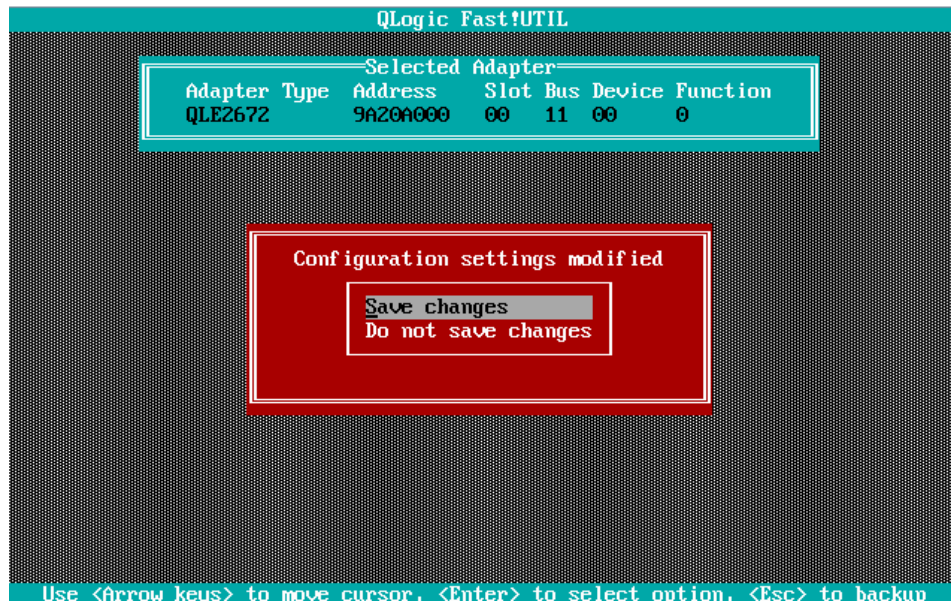 QLogic Fast!UTIL
Selected Adapter
Adapter Type Address Slot Bus Device Function
QLE2672 9A20A000 00 11 00 0
Configuration settings modified
Save changes
Do not save changes
Use <Arrow keys> to move cursor, <Enter> to select option, <Esc> to backup